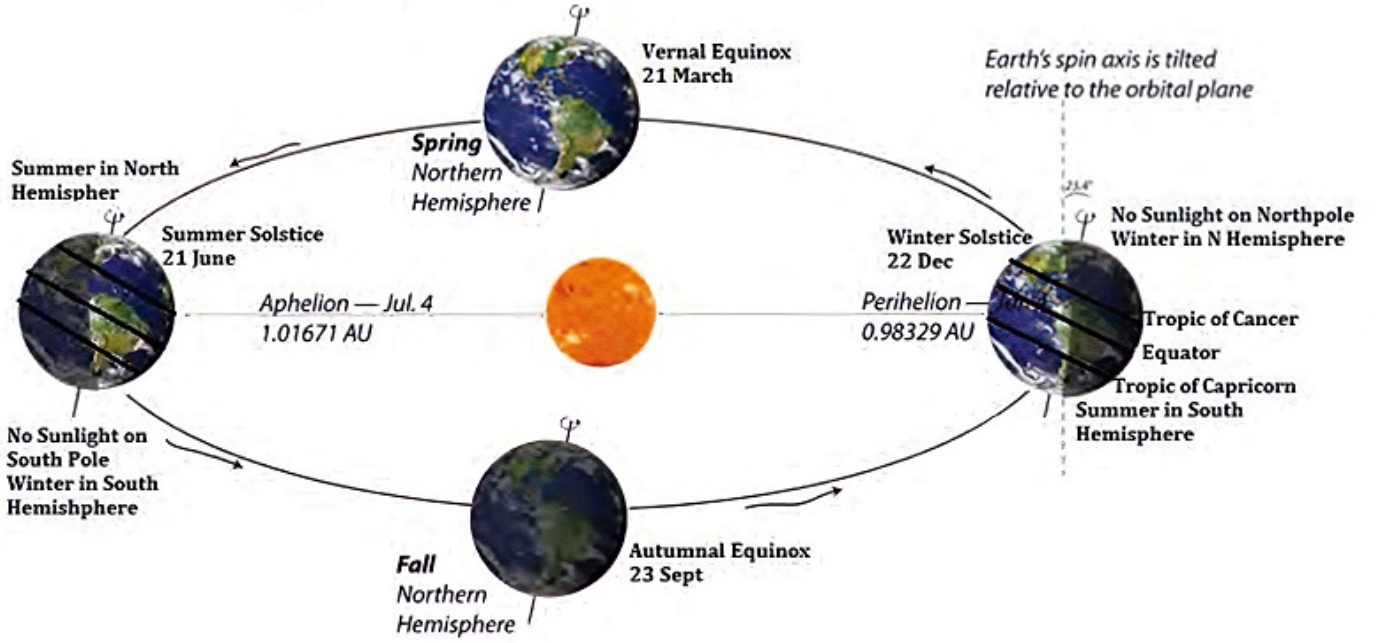 Vernal Equinox
21 March
Earth's spin axis is tilted
relative to the orbital plane
Spring
Northern
Hemisphere
Summer in North
Hemispher
Summer Solstice
21 June
23.4°
No Sunlight on Northpole
Winter in N Hemisphere
Winter Solstice
22 Dec
Aphelion — Jul. 4
1.01671 AU
Perihelion —
0.98329 AU
Tropic of Cancer
Equator
Tropic of Capricorn
Summer in South
Hemisphere
No Sunlight on
South Pole
Winter in South
Hemishphere
Fall
Northern
Hemisphere
Autumnal Equinox
23 Sept